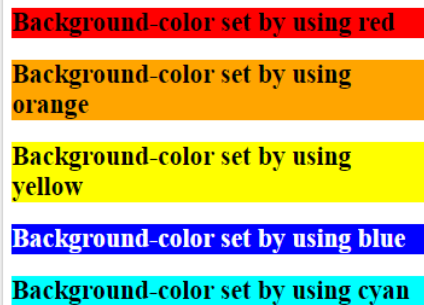 Background-color set by using red
Background-color set by using
orange
Background-color set by using
yellow
Background-color set by using blue
Background-color set by using cyan